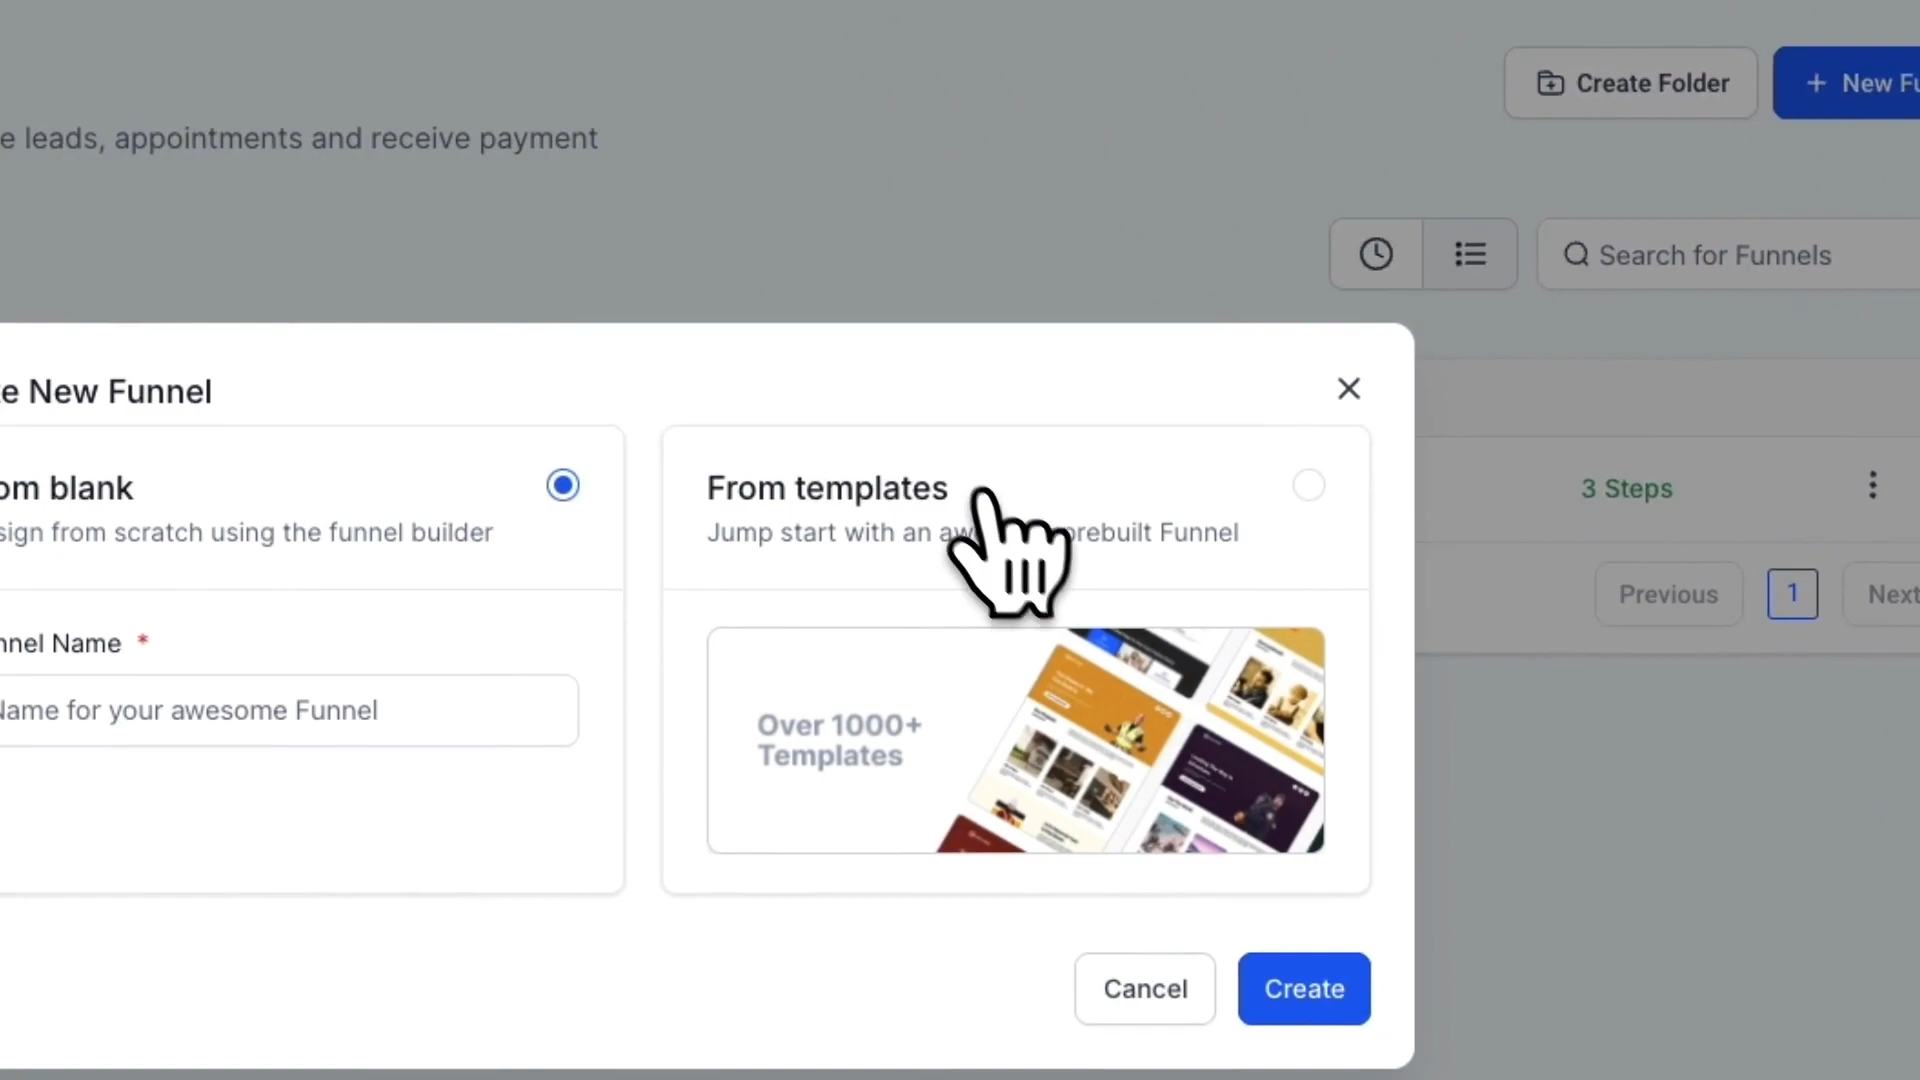 Create Folder
+ New Fu
e leads, appointments and receive payment
Search for Funnels
e New Funnel
om blank
From templates
sign from scratch using the funnel builder
Jump start with an aw prebuilt Funnel
3 Steps
Previous
1
Next
nnel Name *
Name for your awesome Funnel
Over 1000+
Templates
Cancel
Create